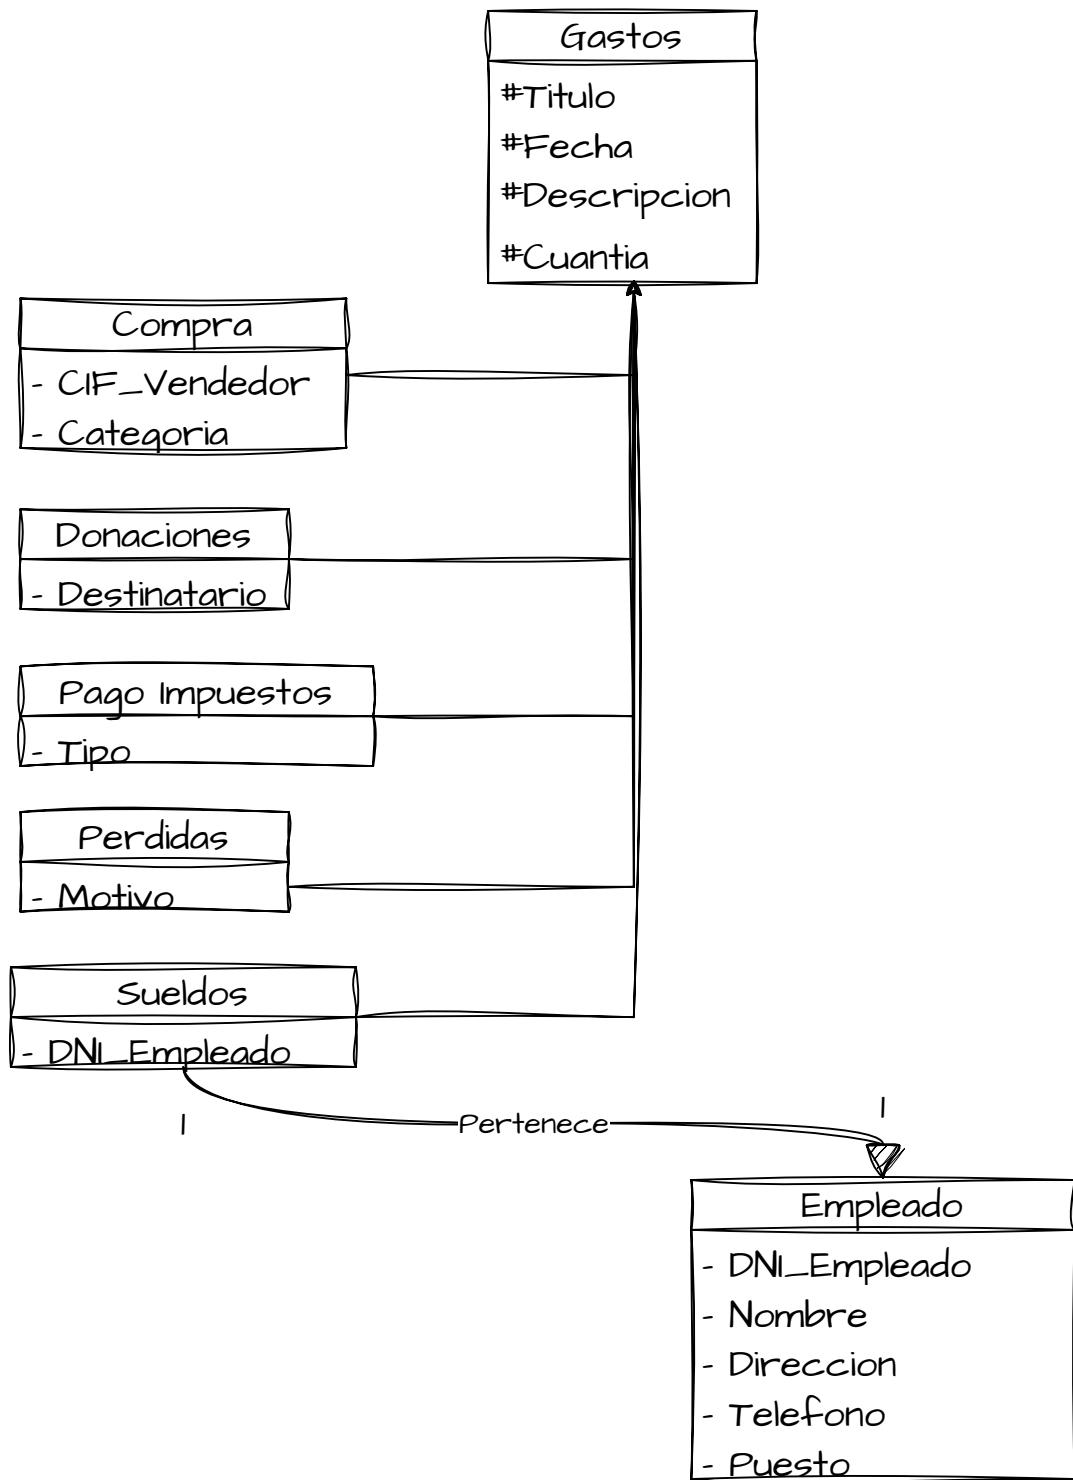 Gastos
#Titulo
#Fecha
#Descripcion
#Cuantia
Compra
- CIF_Vendedor
- Categoria
Donaciones
- Destinatario
Pago Impuestos
- Tipo
Perdidas
- Motivo
Sueldos
- DNI_Empleado
1
Pertenece
1
Empleado
- DNI_Empleado
- Nombre
- Direccion
- Telefono
- Puesto